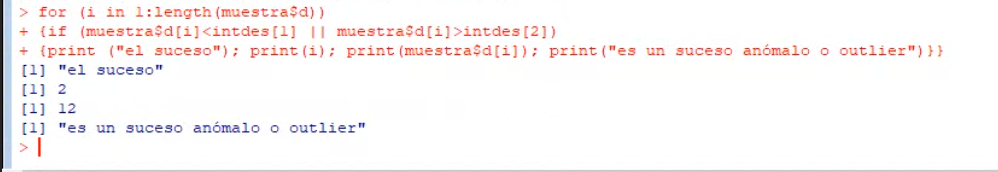 > for (i in 1:length(muestra$d))
+ {if (muestra$d[i]<intdes[1] || muestra$d[i]>intdes[2])
+ {print ("el suceso"); print(i); print(muestra$d[i]); print("es un suceso anómalo o outlier")}}
[1] "el suceso"
[1] 2
[1] 12
[1] "es un suceso anómalo o outlier"
>